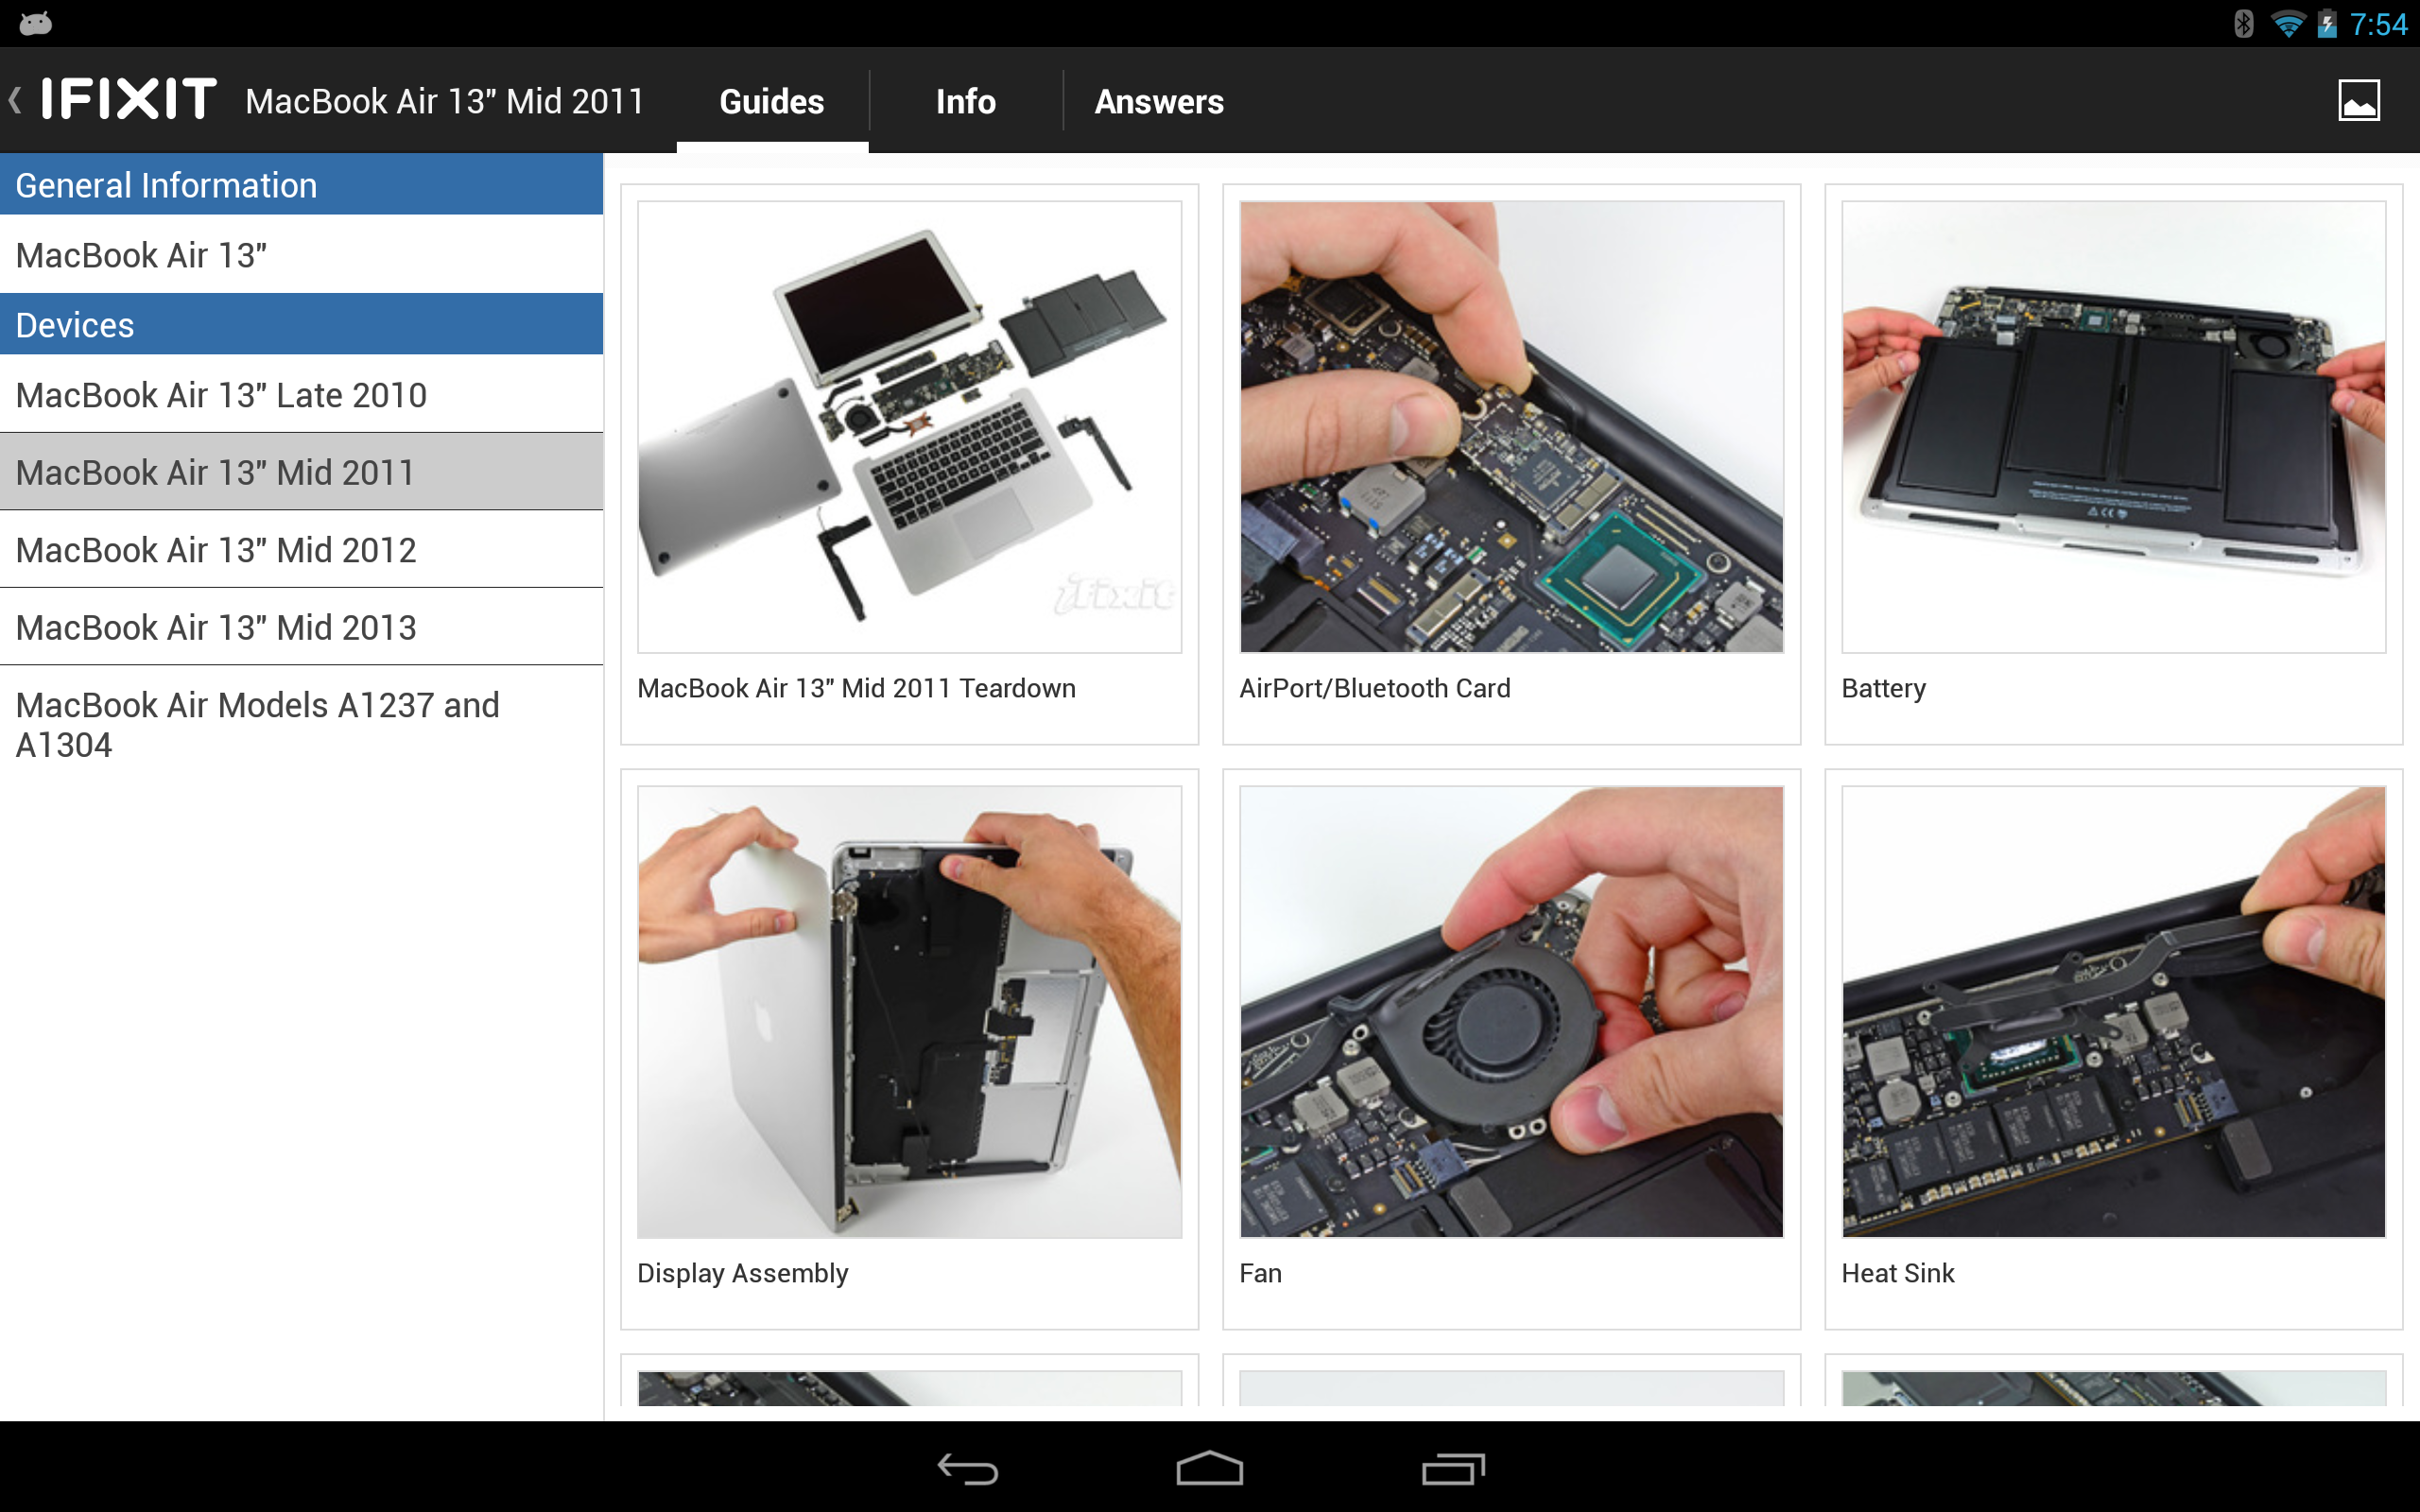 7:54
IFIXIT
MacBook Air 13" Mid 2011
Guides
Info
Answers
General Information
MacBook Air 13"
Devices
MacBook Air 13" Late 2010
MacBook Air 13" Mid 2011
MacBook Air 13" Mid 2012
MacBook Air 13" Mid 2013
MacBook Air Models A1237 and
A1304
iFixit
MacBook Air 13" Mid 2011 Teardown
AirPort/Bluetooth Card
Battery
Display Assembly
Fan
Heat Sink